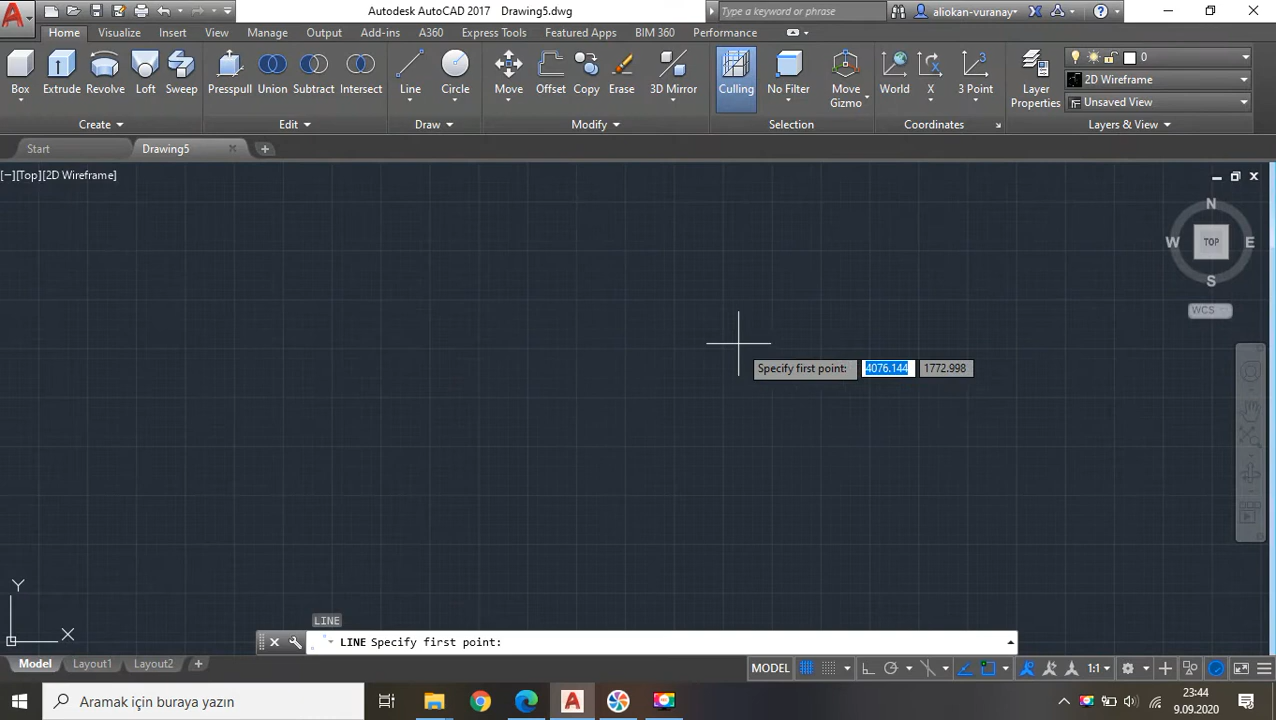 Autodesk AutoCAD 2017 Drawing5.dwg
Type a keyword or phrase
aliokan-vuranay
Home Visualize Insert View Manage Output Add-ins A360 Express Tools Featured Apps BIM 360 Performance
Box Extrude Revolve Loft Sweep Presspull Union Subtract Intersect Line Circle Move Offset Copy Erase 3D Mirror Culling No Filter Move Gizmo World X 3 Point Layer Properties
0
2D Wireframe
Unsaved View
Create Edit Draw Modify Selection Coordinates Layers & View
Start Drawing5
[−][Top][2D Wireframe]
N
W TOP E
S
WCS
Specify first point: 4076.144 1772.998
Y
X
LINE
LINE Specify first point:
Model Layout1 Layout2
MODEL 1:1
Aramak için buraya yazın
23:44
9.09.2020